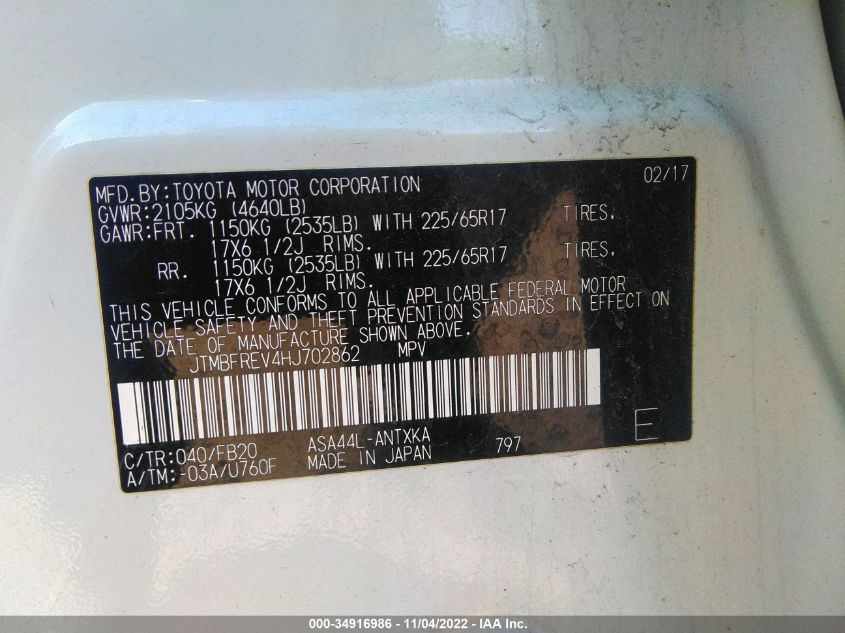 MFD.BY:TOYOTA MOTOR CORPORATION 02/17
GVWR:2105KG (4640LB)
GAWR:FRT. 1150KG (2535LB) WITH 225/65R17 TIRES,
17X6 1/2J RIMS.
RR. 1150KG (2535LB) WITH 225/65R17 TIRES,
17X6 1/2J RIMS.
THIS VEHICLE CONFORMS TO ALL APPLICABLE FEDERAL MOTOR
VEHICLE SAFETY AND THEFT PREVENTION STANDARDS IN EFFECT ON
THE DATE OF MANUFACTURE SHOWN ABOVE.
JTMBFREV4HJ702862 MPV
C/TR:040/FB20 ASA44L-ANTXKA 797 E
A/TM:-03A/U760F MADE IN JAPAN
000-34916986 - 11/04/2022 - IAA Inc.